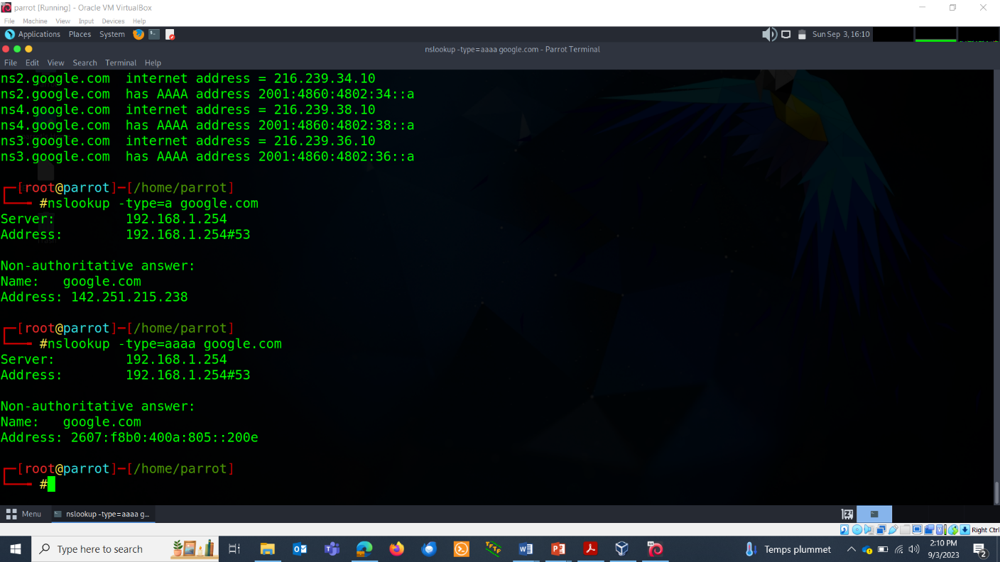 parrot [Running] - Oracle VM VirtualBox
File Machine View Input Devices Help
Applications Places System Sun Sep 3, 16:10
nslookup -type=aaaa google.com - Parrot Terminal
File Edit View Search Terminal Help
ns2.google.com  internet address = 216.239.34.10
ns2.google.com  has AAAA address 2001:4860:4802:34::a
ns4.google.com  internet address = 216.239.38.10
ns4.google.com  has AAAA address 2001:4860:4802:38::a
ns3.google.com  internet address = 216.239.36.10
ns3.google.com  has AAAA address 2001:4860:4802:36::a
┌─[root@parrot]─[/home/parrot]
└──╼ #nslookup -type=a google.com
Server:         192.168.1.254
Address:        192.168.1.254#53
Non-authoritative answer:
Name:   google.com
Address: 142.251.215.238
┌─[root@parrot]─[/home/parrot]
└──╼ #nslookup -type=aaaa google.com
Server:         192.168.1.254
Address:        192.168.1.254#53
Non-authoritative answer:
Name:   google.com
Address: 2607:f8b0:400a:805::200e
┌─[root@parrot]─[/home/parrot]
└──╼ #
Menu nslookup -type=aaaa g...
Right Ctrl
Type here to search TFTP Temps plummet 2:10 PM
9/3/2023 2